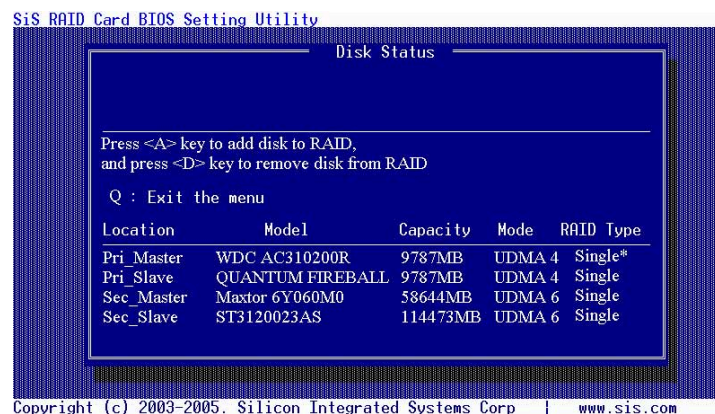 SiS RAID Card BIOS Setting Utility
Disk Status
Press <A> key to add disk to RAID,
and press <D> key to remove disk from RAID
Q : Exit the menu
Location Model Capacity Mode RAID Type
Pri_Master WDC AC310200R 9787MB UDMA 4 Single*
Pri_Slave QUANTUM FIREBALL 9787MB UDMA 4 Single
Sec_Master Maxtor 6Y060M0 58644MB UDMA 6 Single
Sec_Slave ST3120023AS 114473MB UDMA 6 Single
Copyright (c) 2003-2005. Silicon Integrated Systems Corp | www.sis.com